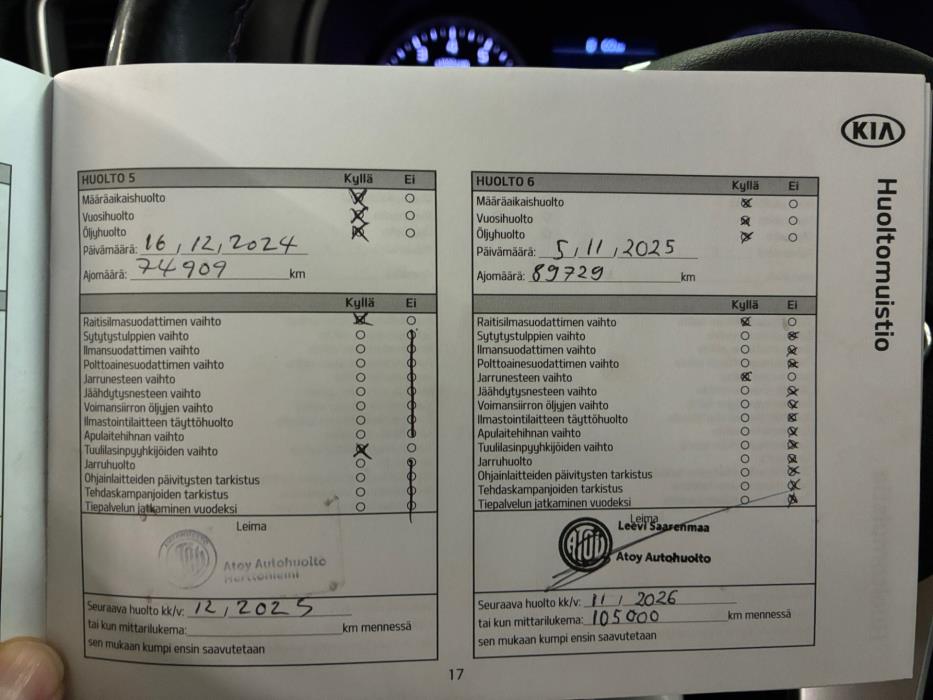 KIA
Huoltomuistio
HUOLTO 5 Kyllä Ei
Määräaikaishuolto
Vuosihuolto
Öljyhuolto
Päivämäärä: 16, 12, 2024
Ajomäärä: 74909 km
Kyllä Ei
Raitisilmasuodattimen vaihto
Sytytystulppien vaihto
Ilmansuodattimen vaihto
Polttoainesuodattimen vaihto
Jarrunesteen vaihto
Jäähdytysnesteen vaihto
Voimansiirron öljyjen vaihto
Ilmastointilaitteen täyttöhuolto
Apulaitehihnan vaihto
Tuulilasinpyyhkijöiden vaihto
Jarruhuolto
Ohjainlaitteiden päivitysten tarkistus
Tehdaskampanjoiden tarkistus
Tiepalvelun jatkaminen vuodeksi
Leima
Atoy Autohuolto
Herttoniemi
Seuraava huolto kk/v: 12, 2025
tai kun mittarilukema: km mennessä
sen mukaan kumpi ensin saavutetaan
HUOLTO 6 Kyllä Ei
Määräaikaishuolto
Vuosihuolto
Öljyhuolto
Päivämäärä: 5, 11, 2025
Ajomäärä: 89729 km
Kyllä Ei
Raitisilmasuodattimen vaihto
Sytytystulppien vaihto
Ilmansuodattimen vaihto
Polttoainesuodattimen vaihto
Jarrunesteen vaihto
Jäähdytysnesteen vaihto
Voimansiirron öljyjen vaihto
Ilmastointilaitteen täyttöhuolto
Apulaitehihnan vaihto
Tuulilasinpyyhkijöiden vaihto
Jarruhuolto
Ohjainlaitteiden päivitysten tarkistus
Tehdaskampanjoiden tarkistus
Tiepalvelun jatkaminen vuodeksi
Leima
Leevi Saarenmaa
ATOY
Atoy Autohuolto
Seuraava huolto kk/v: 11 / 2026
tai kun mittarilukema: 105000 km mennessä
sen mukaan kumpi ensin saavutetaan
17